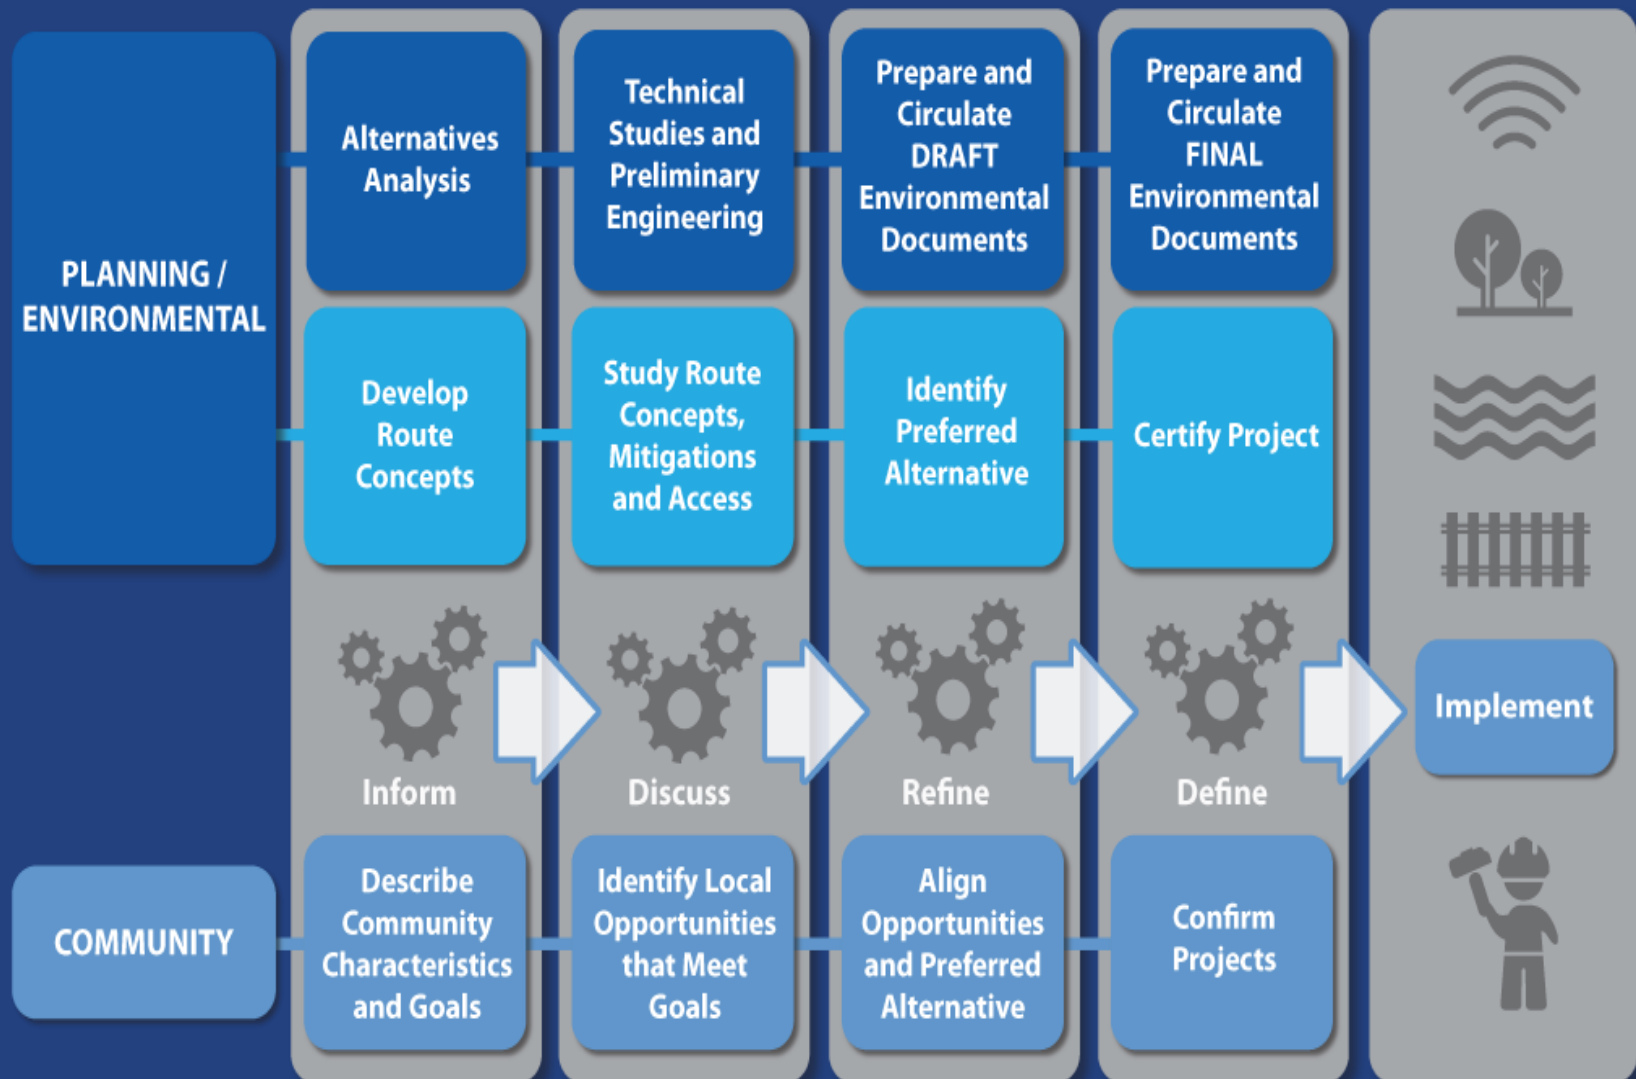 PLANNING /
ENVIRONMENTAL
Alternatives
Analysis
Technical
Studies and
Preliminary
Engineering
Prepare and
Circulate
DRAFT
Environmental
Documents
Prepare and
Circulate
FINAL
Environmental
Documents
Develop
Route
Concepts
Study Route
Concepts,
Mitigations
and Access
Identify
Preferred
Alternative
Certify Project
Inform
Discuss
Refine
Define
Implement
COMMUNITY
Describe
Community
Characteristics
and Goals
Identify Local
Opportunities
that Meet
Goals
Align
Opportunities
and Preferred
Alternative
Confirm
Projects